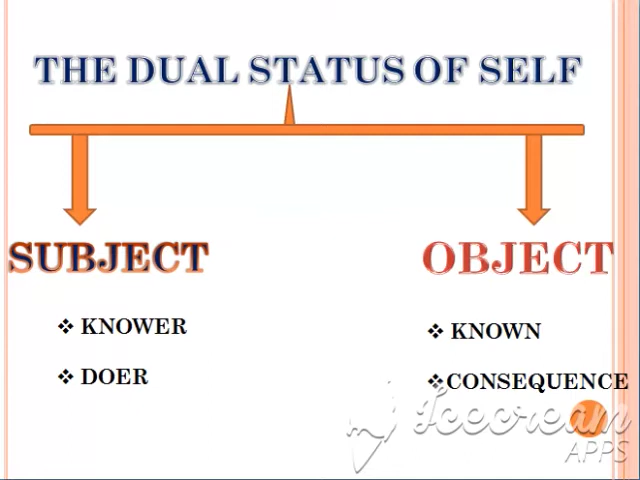 THE DUAL STATUS OF SELF
SUBJECT
OBJECT
❖ KNOWER
❖ KNOWN
❖ DOER
❖CONSEQUENCE
Icecream
APPS